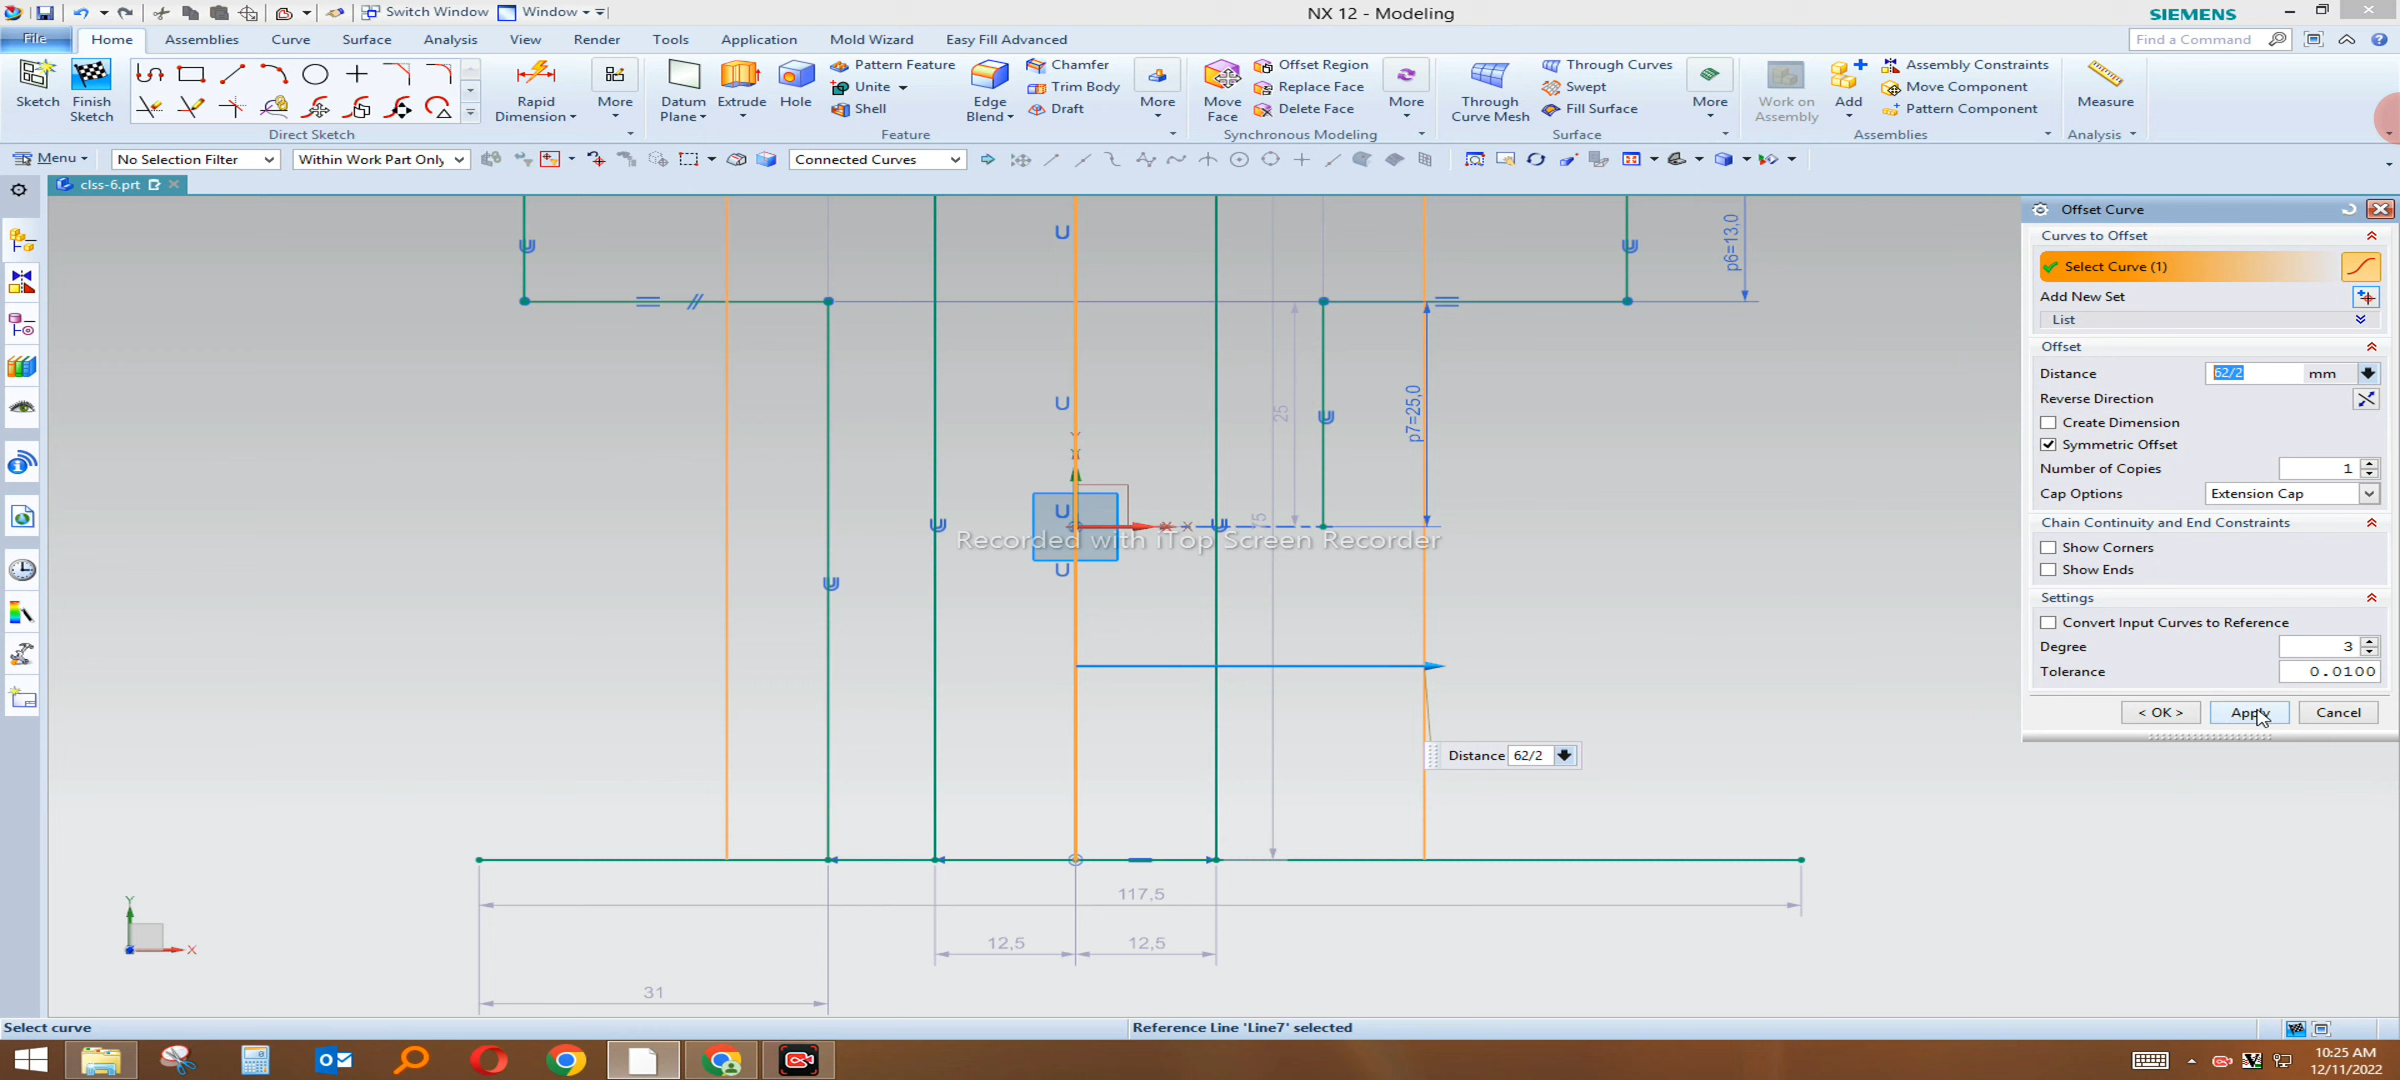 Switch Window
Window
NX 12 - Modeling
SIEMENS
File
Home
Assemblies
Curve
Surface
Analysis
View
Render
Tools
Application
Mold Wizard
Easy Fill Advanced
Find a Command
Sketch
Finish Sketch
Rapid Dimension
More
Datum Plane
Extrude
Hole
Pattern Feature
Unite
Shell
Edge Blend
Chamfer
Trim Body
Draft
More
Move Face
Offset Region
Replace Face
Delete Face
More
Through Curve Mesh
Through Curves
Swept
Fill Surface
More
Work on Assembly
Add
Assembly Constraints
Move Component
Pattern Component
Measure
Direct Sketch
Feature
Synchronous Modeling
Surface
Assemblies
Analysis
Menu
No Selection Filter
Within Work Part Only
Connected Curves
clss-6.prt
p6=13,0
25
p7=25,0
75
Y
X X
Recorded with iTop Screen Recorder
Distance 62/2
117,5
12,5
12,5
31
Y
X
Offset Curve
Curves to Offset
Select Curve (1)
Add New Set
List
Offset
Distance 62/2 mm
Reverse Direction
Create Dimension
Symmetric Offset
Number of Copies 1
Cap Options Extension Cap
Chain Continuity and End Constraints
Show Corners
Show Ends
Settings
Convert Input Curves to Reference
Degree 3
Tolerance 0.0100
< OK >
Apply
Cancel
Select curve
Reference Line 'Line7' selected
10:25 AM
12/11/2022